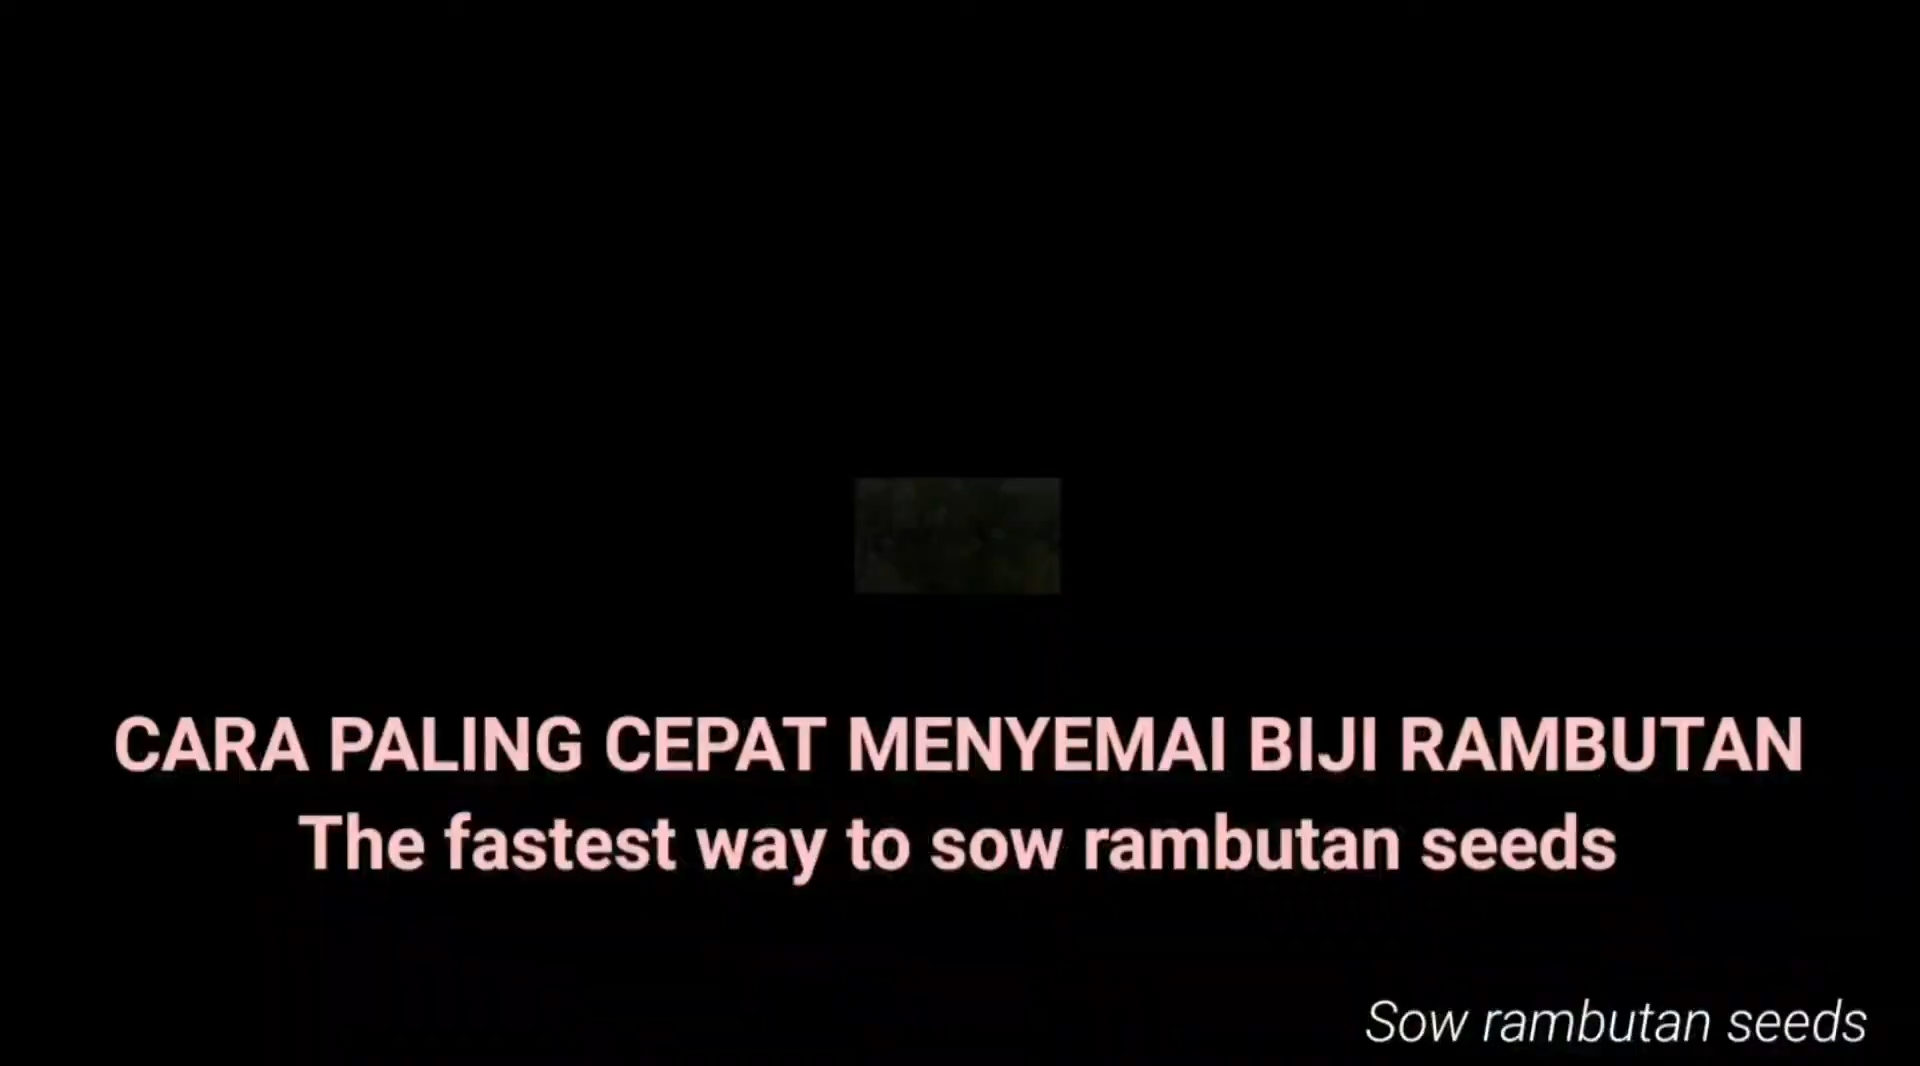 CARA PALING CEPAT MENYEMAI BIJI RAMBUTAN
The fastest way to sow rambutan seeds
Sow rambutan seeds